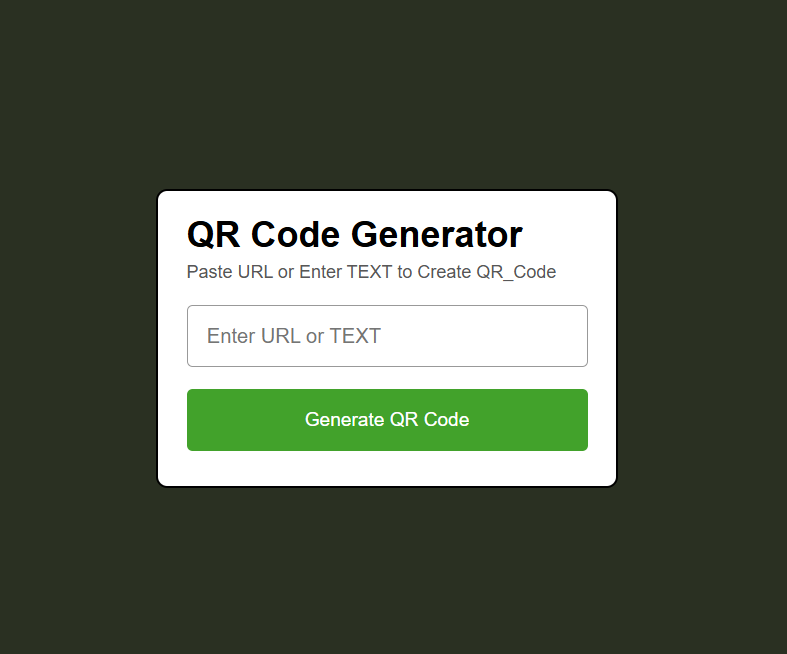 QR Code Generator
Paste URL or Enter TEXT to Create QR_Code
Enter URL or TEXT
Generate QR Code